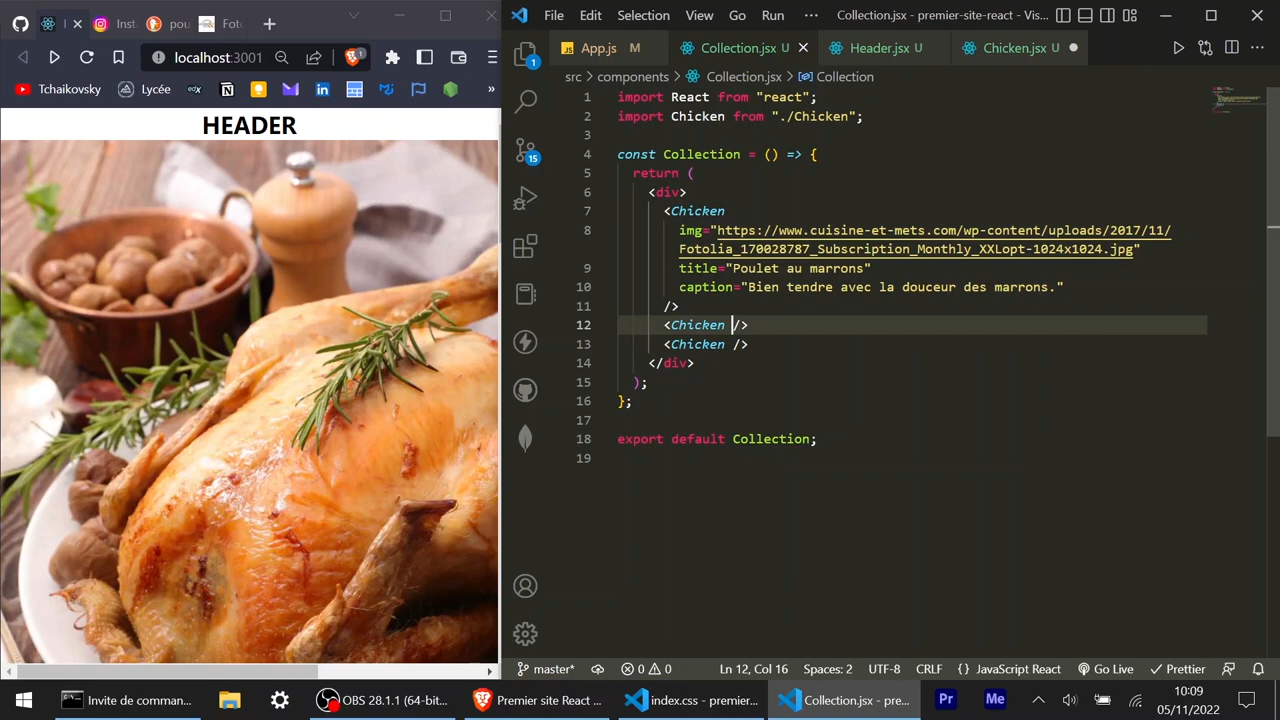 I
Inst
pou
Foto
localhost:3001
1
Tchaikovsky
Lycée
HEADER
File Edit Selection View Go Run ··· Collection.jsx - premier-site-react - Vis...
App.js M
Collection.jsx U
Header.jsx U
Chicken.jsx U
src > components > Collection.jsx > Collection
1 import React from "react";
2 import Chicken from "./Chicken";
3
4 const Collection = () => {
5 return (
6 <div>
7 <Chicken
8 img="https://www.cuisine-et-mets.com/wp-content/uploads/2017/11/
Fotolia_170028787_Subscription_Monthly_XXLopt-1024x1024.jpg"
9 title="Poulet au marrons"
10 caption="Bien tendre avec la douceur des marrons."
11 />
12 <Chicken />
13 <Chicken />
14 </div>
15 );
16 };
17
18 export default Collection;
19
1
15
master* 0 0 Ln 12, Col 16 Spaces: 2 UTF-8 CRLF {} JavaScript React Go Live Prettier
Invite de comman...
OBS 28.1.1 (64-bit...
Premier site React ...
index.css - premier...
Collection.jsx - pre...
Pr
Me
10:09
05/11/2022